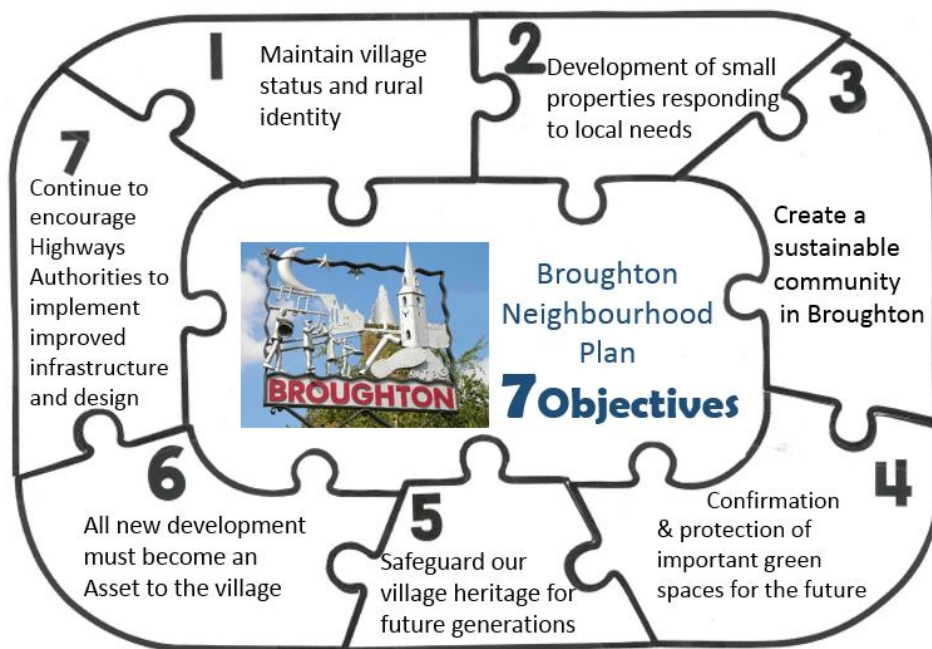 1
Maintain village
status and rural
identity
2
Development of small
properties responding
to local needs
3
Create a
sustainable
community
in Broughton
4
Confirmation
& protection of
important green
spaces for the future
5
Safeguard our
village heritage for
future generations
6
All new development
must become an
Asset to the village
7
Continue to
encourage
Highways
Authorities to
implement
improved
infrastructure
and design
BROUGHTON
Broughton
Neighbourhood
Plan
7 Objectives